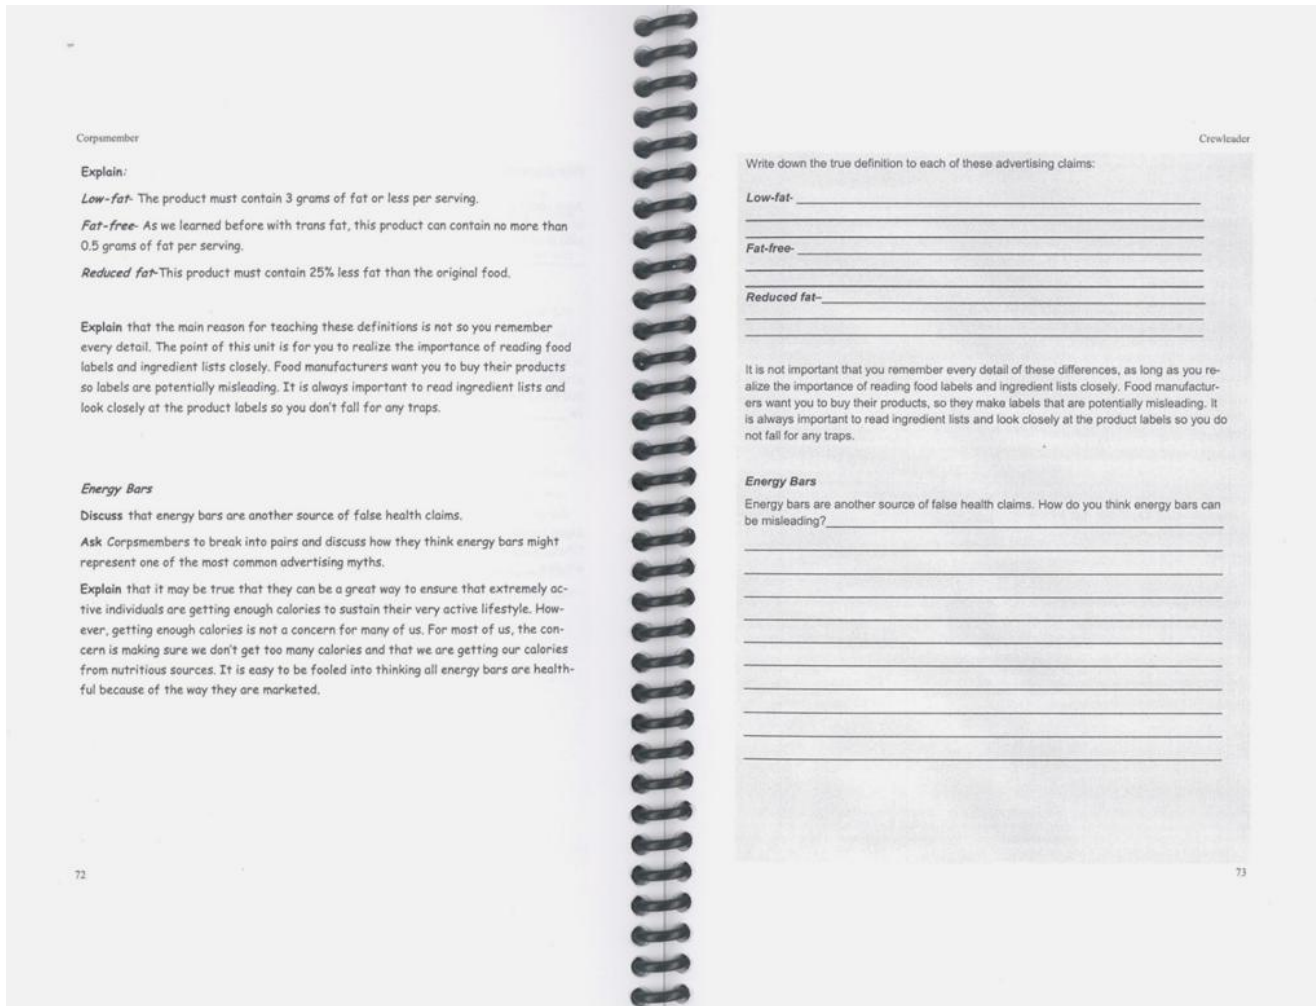 Corpsmember
Explain:
Low-fat- The product must contain 3 grams of fat or less per serving.
Fat-free- As we learned before with trans fat, this product can contain no more than
0.5 grams of fat per serving.
Reduced fat-This product must contain 25% less fat than the original food.
Explain that the main reason for teaching these definitions is not so you remember
every detail. The point of this unit is for you to realize the importance of reading food
labels and ingredient lists closely. Food manufacturers want you to buy their products
so labels are potentially misleading. It is always important to read ingredient lists and
look closely at the product labels so you don't fall for any traps.
Energy Bars
Discuss that energy bars are another source of false health claims.
Ask Corpsmembers to break into pairs and discuss how they think energy bars might
represent one of the most common advertising myths.
Explain that it may be true that they can be a great way to ensure that extremely ac-
tive individuals are getting enough calories to sustain their very active lifestyle. How-
ever, getting enough calories is not a concern for many of us. For most of us, the con-
cern is making sure we don't get too many calories and that we are getting our calories
from nutritious sources. It is easy to be fooled into thinking all energy bars are health-
ful because of the way they are marketed.
72
Crewleader
Write down the true definition to each of these advertising claims:
Low-fat-
Fat-free-
Reduced fat–
It is not important that you remember every detail of these differences, as long as you re-
alize the importance of reading food labels and ingredient lists closely. Food manufactur-
ers want you to buy their products, so they make labels that are potentially misleading. It
is always important to read ingredient lists and look closely at the product labels so you do
not fall for any traps.
Energy Bars
Energy bars are another source of false health claims. How do you think energy bars can
be misleading?
73